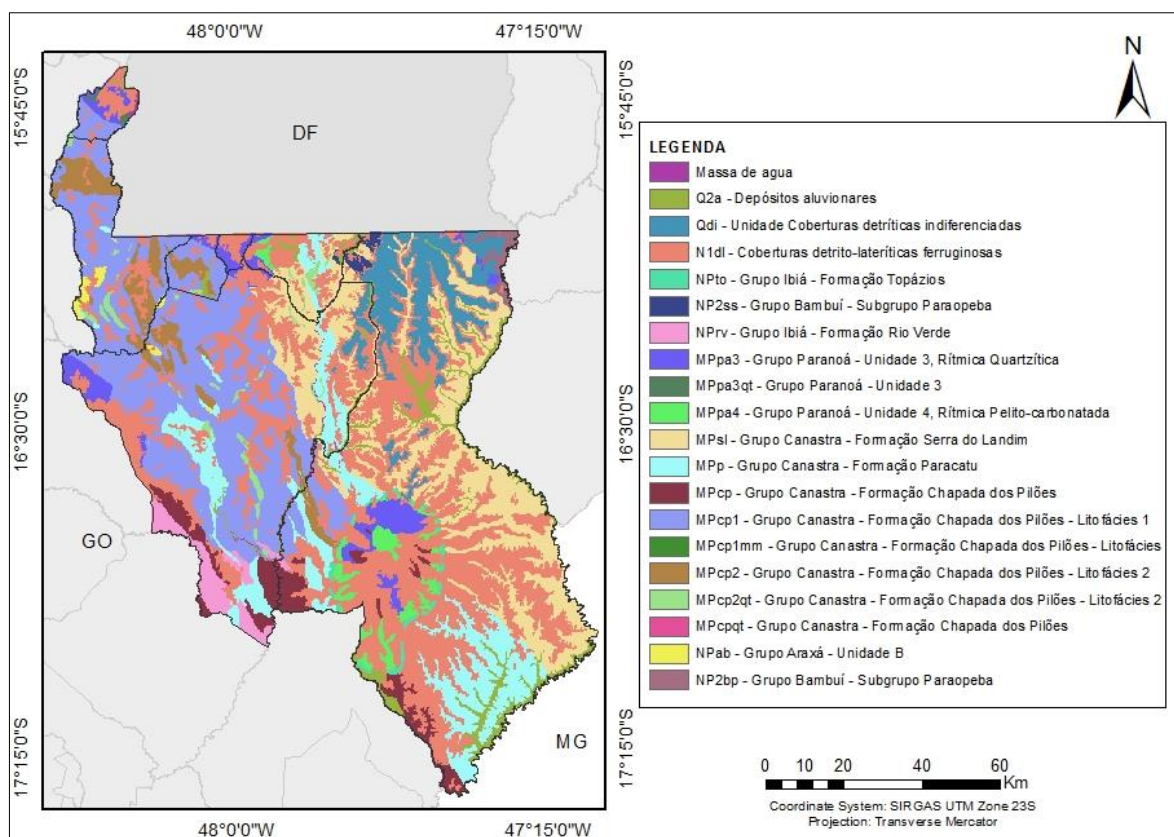 48°0'0"W 47°15'0"W
15°45'0"S
15°45'0"S
N
DF
LEGENDA
Massa de agua
Q2a - Depósitos aluvionares
Qdi - Unidade Coberturas detríticas indiferenciadas
N1dl - Coberturas detrito-lateríticas ferruginosas
NPto - Grupo Ibiá - Formação Topázios
NP2ss - Grupo Bambuí - Subgrupo Paraopeba
NPrv - Grupo Ibiá - Formação Rio Verde
MPpa3 - Grupo Paranoá - Unidade 3, Rítmica Quartzítica
MPpa3qt - Grupo Paranoá - Unidade 3
MPpa4 - Grupo Paranoá - Unidade 4, Rítmica Pelito-carbonatada
MPsl - Grupo Canastra - Formação Serra do Landim
MPp - Grupo Canastra - Formação Paracatu
MPcp - Grupo Canastra - Formação Chapada dos Pilões
MPcp1 - Grupo Canastra - Formação Chapada dos Pilões - Litofácies 1
MPcp1mm - Grupo Canastra - Formação Chapada dos Pilões - Litofácies
MPcp2 - Grupo Canastra - Formação Chapada dos Pilões - Litofácies 2
MPcp2qt - Grupo Canastra - Formação Chapada dos Pilões - Litofácies 2
MPcpqt - Grupo Canastra - Formação Chapada dos Pilões
NPab - Grupo Araxá - Unidade B
NP2bp - Grupo Bambuí - Subgrupo Paraopeba
16°30'0"S
16°30'0"S
GO
MG
17°15'0"S
17°15'0"S
48°0'0"W 47°15'0"W
0 10 20 40 60
Km
Coordinate System: SIRGAS UTM Zone 23S
Projection: Transverse Mercator